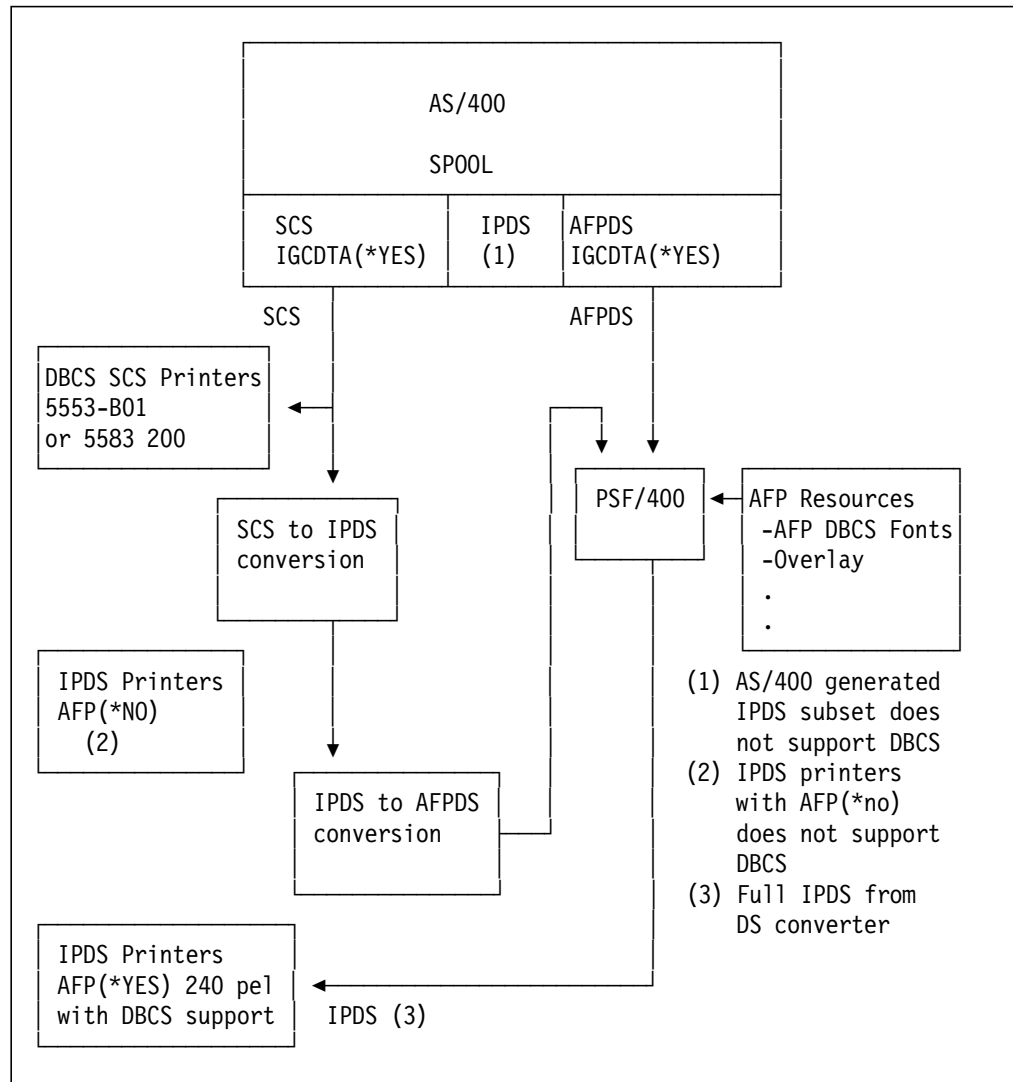 AS/400
SPOOL
SCS
IGCDTA(*YES)
IPDS
(1)
AFPDS
IGCDTA(*YES)
SCS
AFPDS
DBCS SCS Printers
5553-B01
or 5583 200
SCS to IPDS
conversion
PSF/400
AFP Resources
-AFP DBCS Fonts
-Overlay
.
.
IPDS Printers
AFP(*NO)
(2)
IPDS to AFPDS
conversion
(1) AS/400 generated
IPDS subset does
not support DBCS
(2) IPDS printers
with AFP(*no)
does not support
DBCS
(3) Full IPDS from
DS converter
IPDS Printers
AFP(*YES) 240 pel
with DBCS support
IPDS (3)